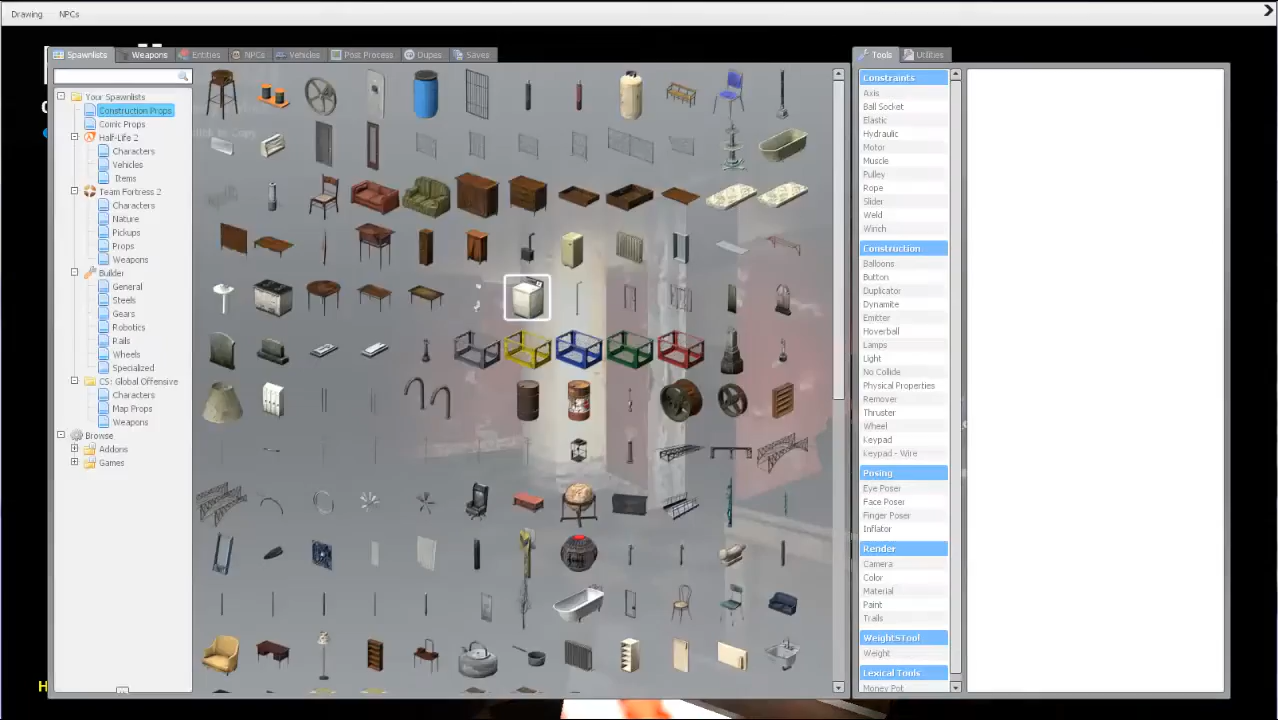 Drawing NPCs
Spawnlists Weapons Entities NPCs Vehicles Post Process Dupes Saves Tools Utilities
Your Spawnlists
Construction Props
Comic Props
Half-Life 2
Characters
Vehicles
Items
Team Fortress 2
Characters
Nature
Pickups
Props
Weapons
Builder
General
Steels
Gears
Robotics
Rails
Wheels
Specialized
CS: Global Offensive
Characters
Map Props
Weapons
Browse
Addons
Games
to Copy
H
Constraints
Axis
Ball Socket
Elastic
Hydraulic
Motor
Muscle
Pulley
Rope
Slider
Weld
Winch
Construction
Balloons
Button
Duplicator
Dynamite
Emitter
Hoverball
Lamps
Light
No Collide
Physical Properties
Remover
Thruster
Wheel
Keypad
Keypad - Wire
Posing
Eye Poser
Face Poser
Finger Poser
Inflator
Render
Camera
Color
Material
Paint
Trails
WeightSTool
Weight
Lexical Tools
Money Pot